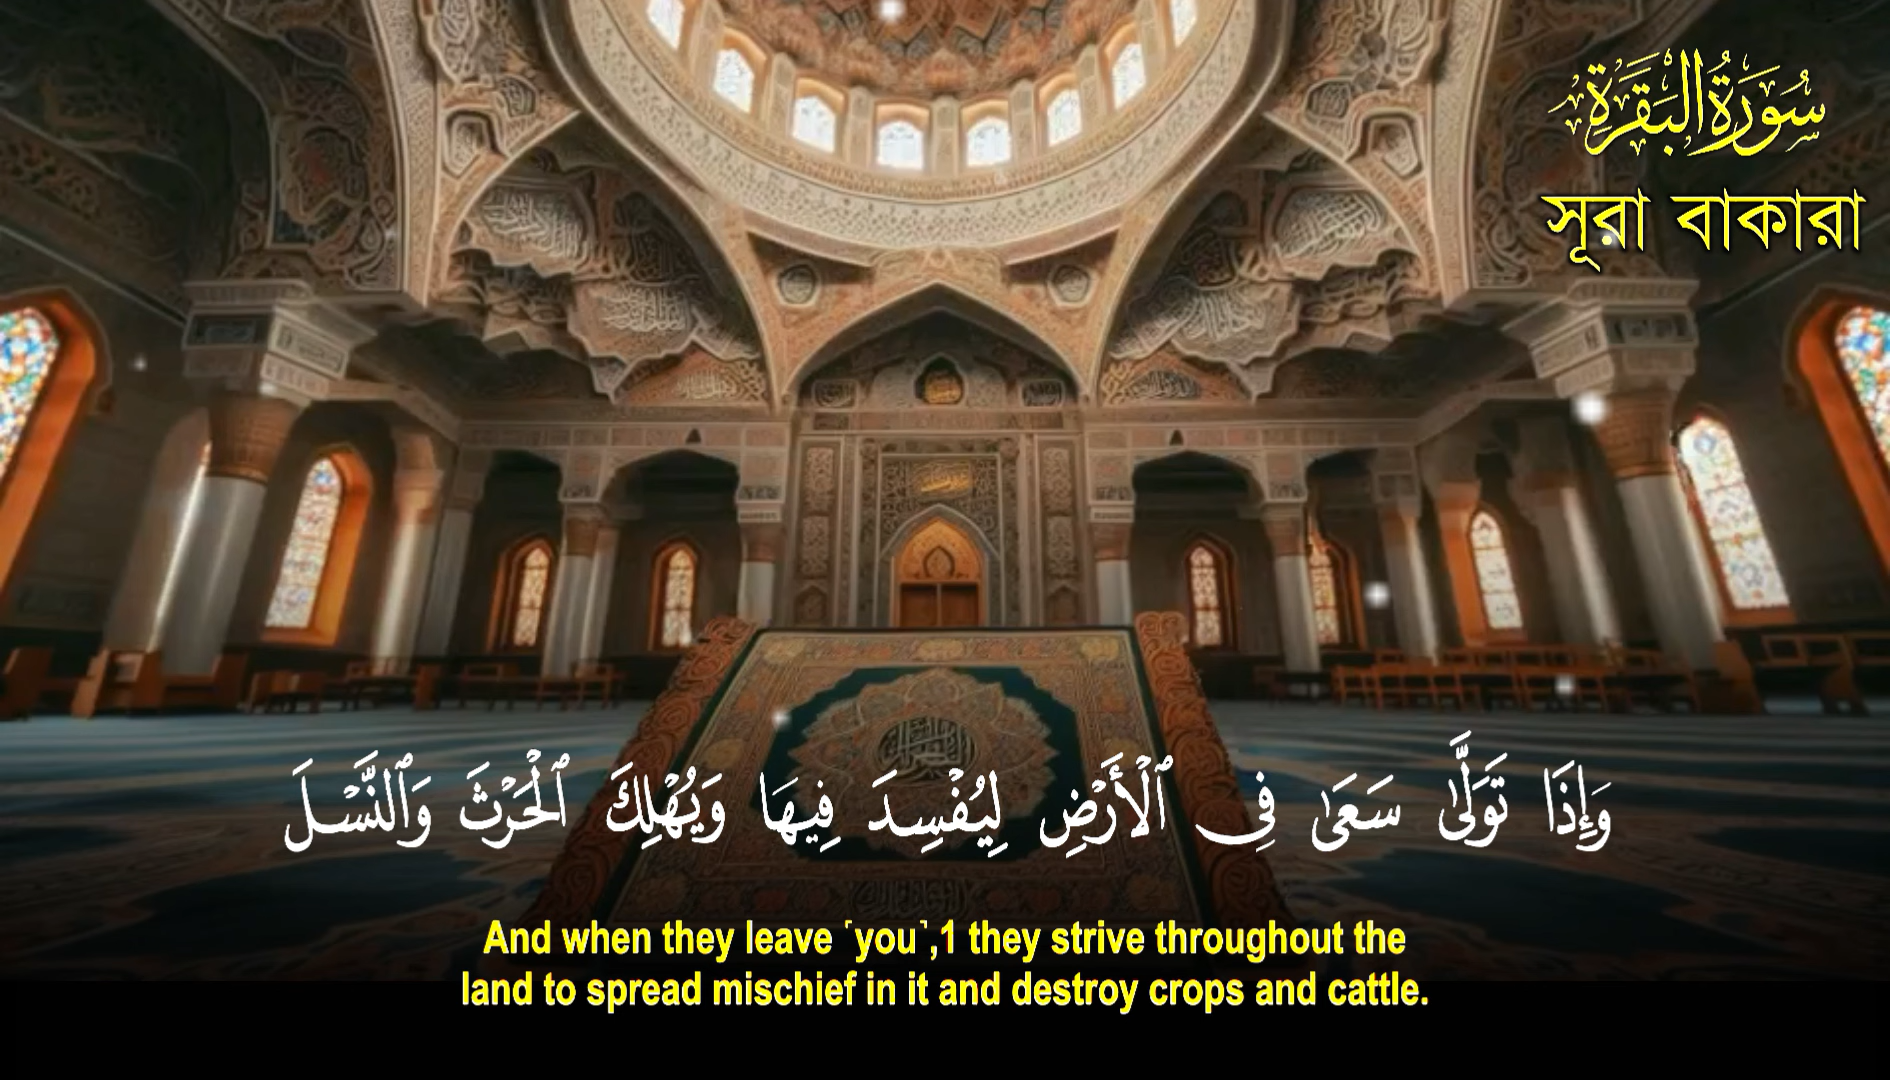 سُورَةُ البَقَرَةِ
সূরা বাকারা
وَإِذَا تَوَلَّىٰ سَعَىٰ فِى ٱلْأَرْضِ لِيُفْسِدَ فِيهَا وَيُهْلِكَ ٱلْحَرْثَ وَٱلنَّسْلَ
And when they leave ˹you˺,1 they strive throughout the
land to spread mischief in it and destroy crops and cattle.